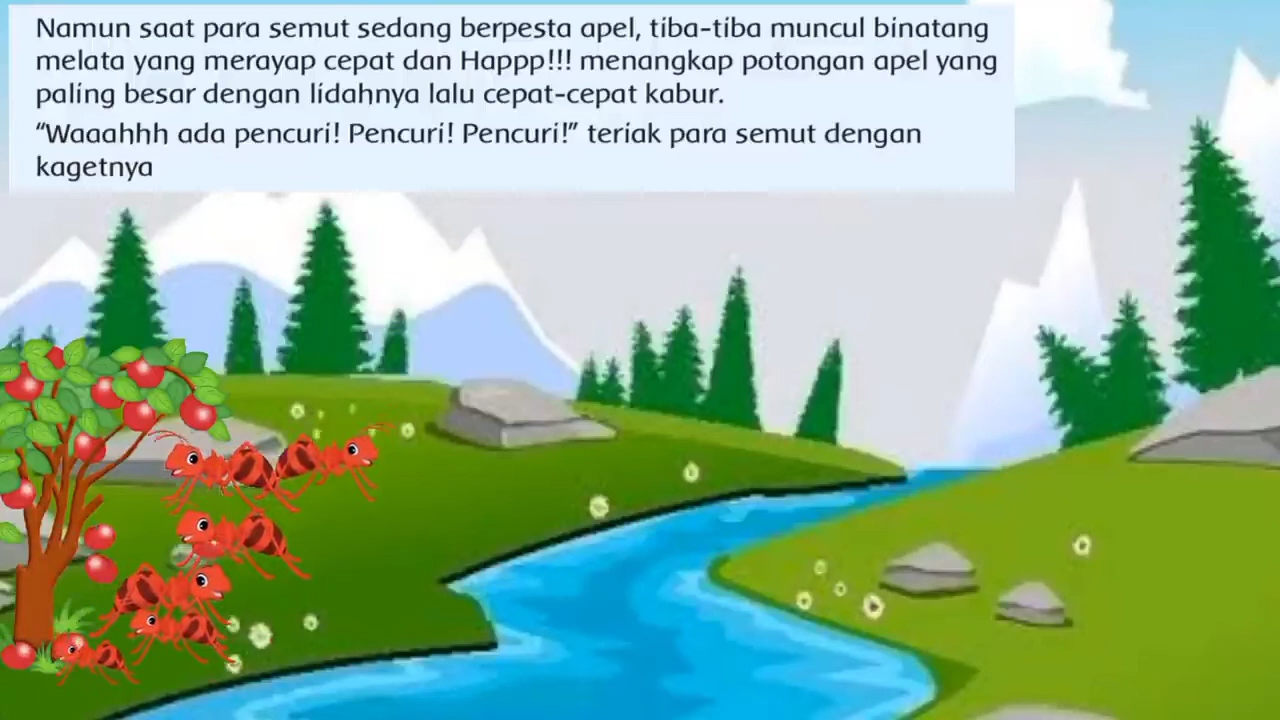 Namun saat para semut sedang berpesta apel, tiba-tiba muncul binatang
melata yang merayap cepat dan Happp!!! menangkap potongan apel yang
paling besar dengan lidahnya lalu cepat-cepat kabur.
“Waaahhh ada pencuri! Pencuri! Pencuri!” teriak para semut dengan
kagetnya